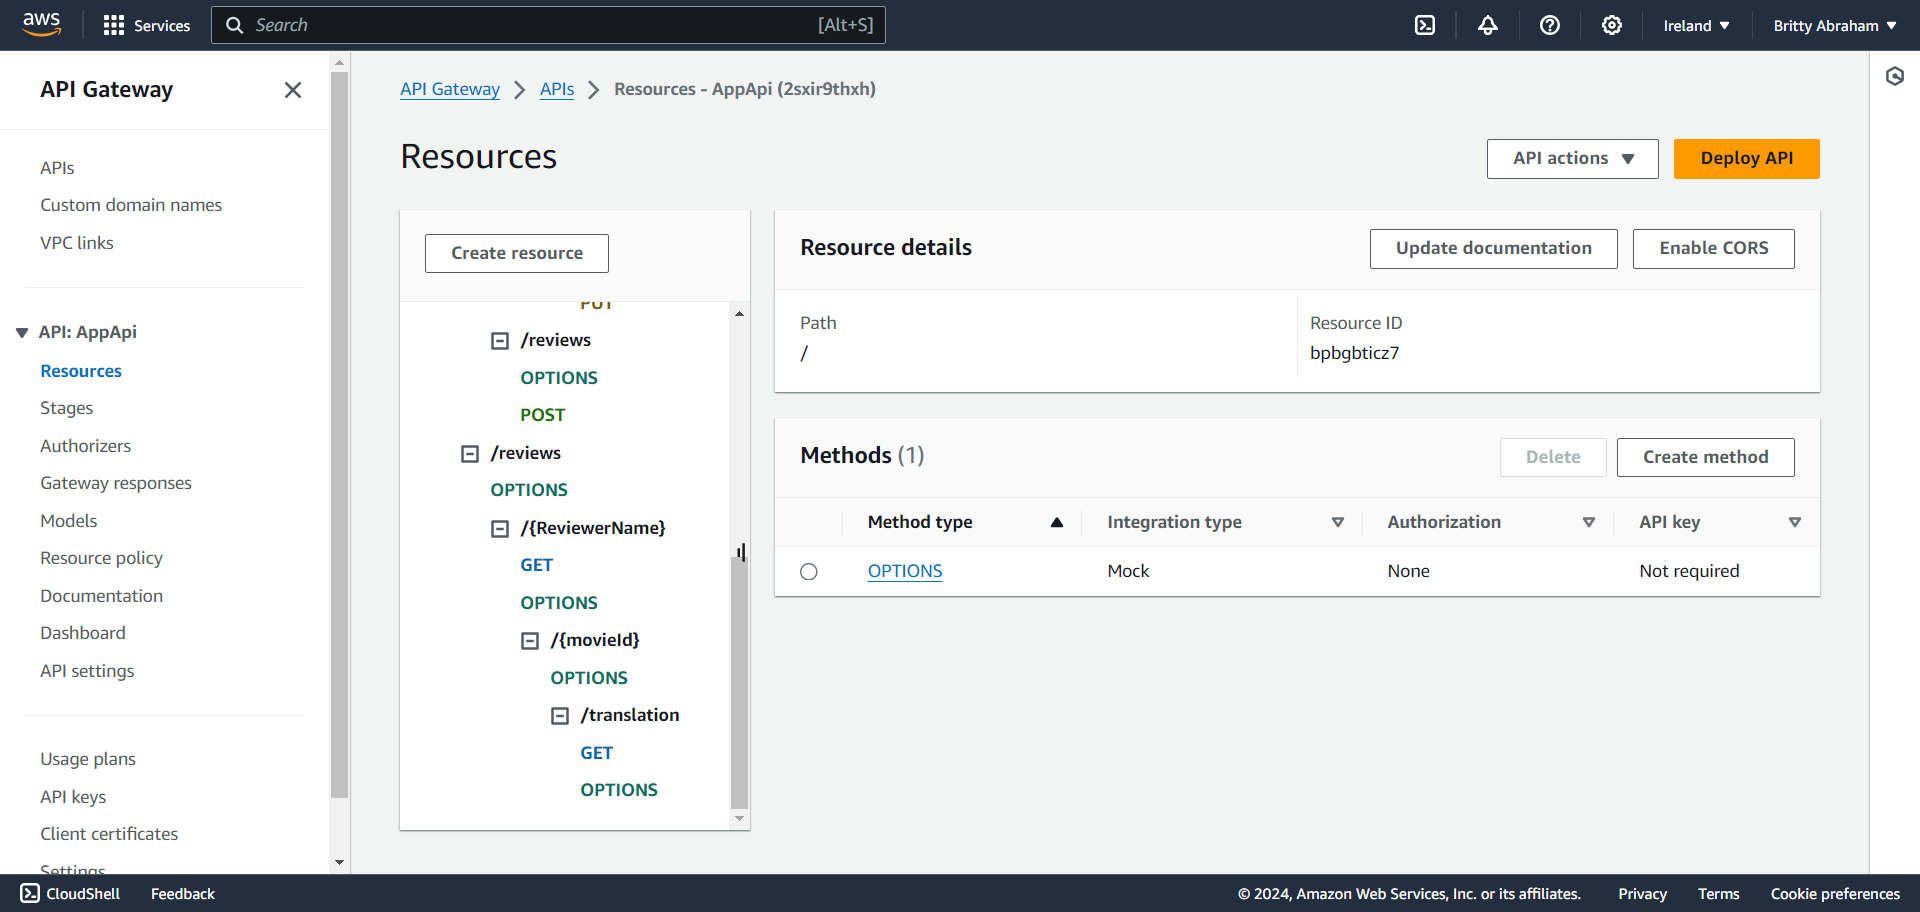 aws
Services
Search
[Alt+S]
Ireland
Britty Abraham
API Gateway
APIs
Custom domain names
VPC links
API: AppApi
Resources
Stages
Authorizers
Gateway responses
Models
Resource policy
Documentation
Dashboard
API settings
Usage plans
API keys
Client certificates
Settings
API Gateway
APIs
Resources - AppApi (2sxir9thxh)
Resources
API actions
Deploy API
Create resource
PUT
/reviews
OPTIONS
POST
/reviews
OPTIONS
/{ReviewerName}
GET
OPTIONS
/{movieId}
OPTIONS
/translation
GET
OPTIONS
Resource details
Update documentation
Enable CORS
Path
/
Resource ID
bpbgbticz7
Methods (1)
Delete
Create method
Method type
Integration type
Authorization
API key
OPTIONS
Mock
None
Not required
CloudShell
Feedback
© 2024, Amazon Web Services, Inc. or its affiliates.
Privacy
Terms
Cookie preferences